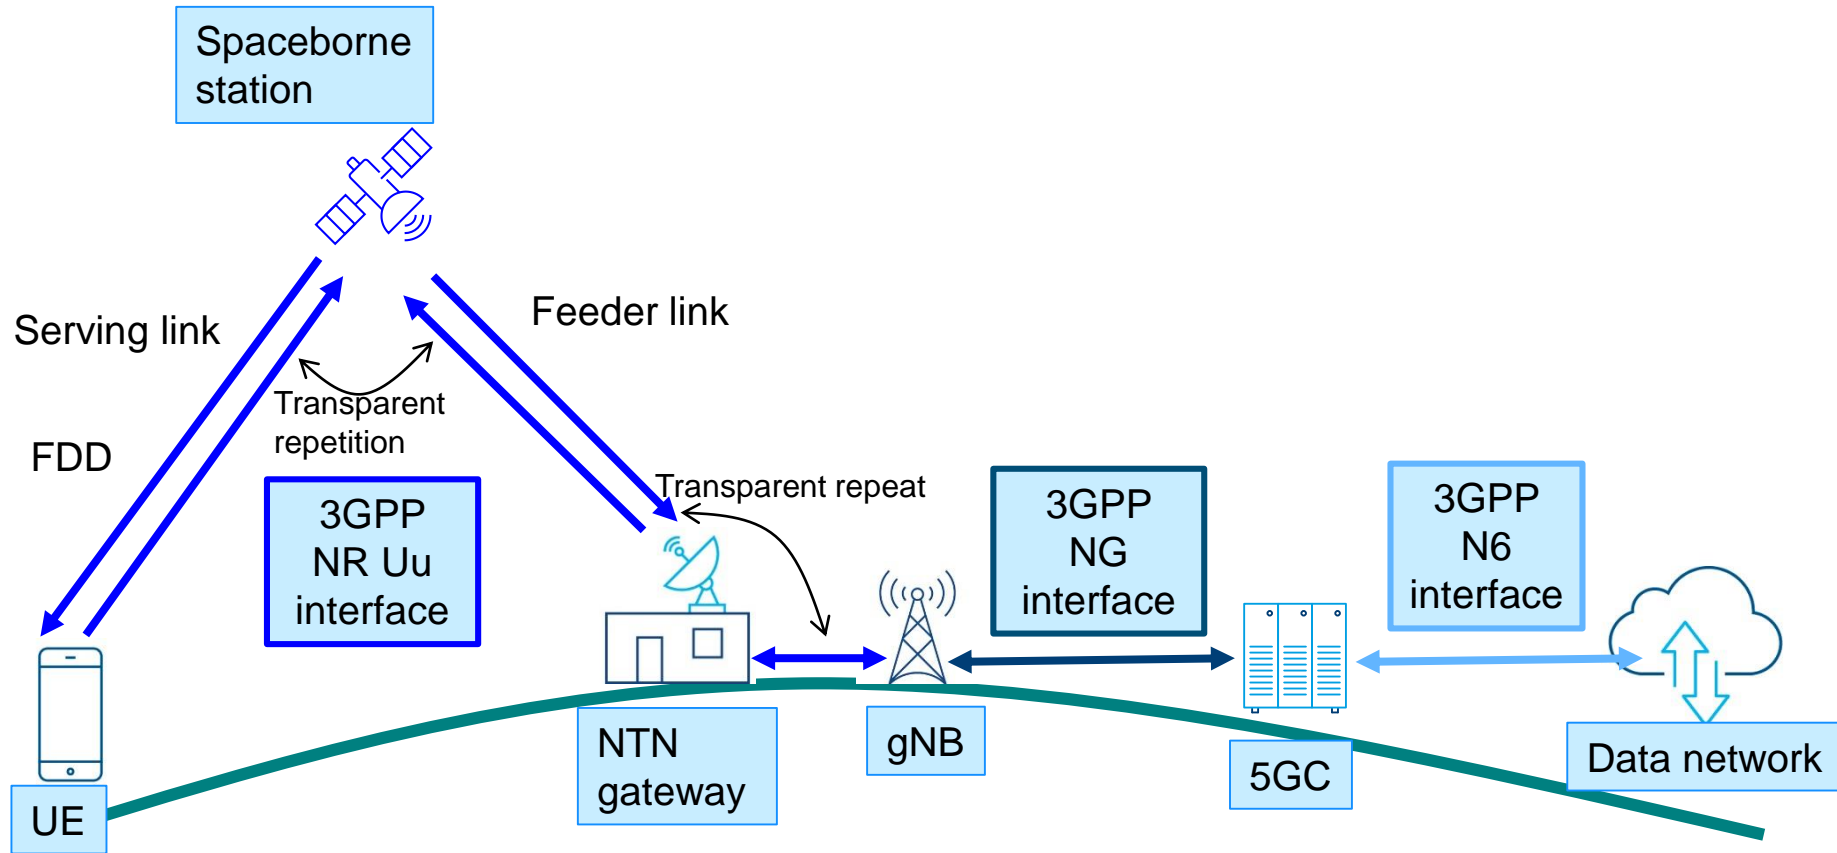 Spaceborne
station
Serving link
Feeder link
Transparent
repetition
FDD
3GPP
NR Uu
interface
Transparent repeat
3GPP
NG
interface
3GPP
N6
interface
UE
NTN
gateway
gNB
5GC
Data network